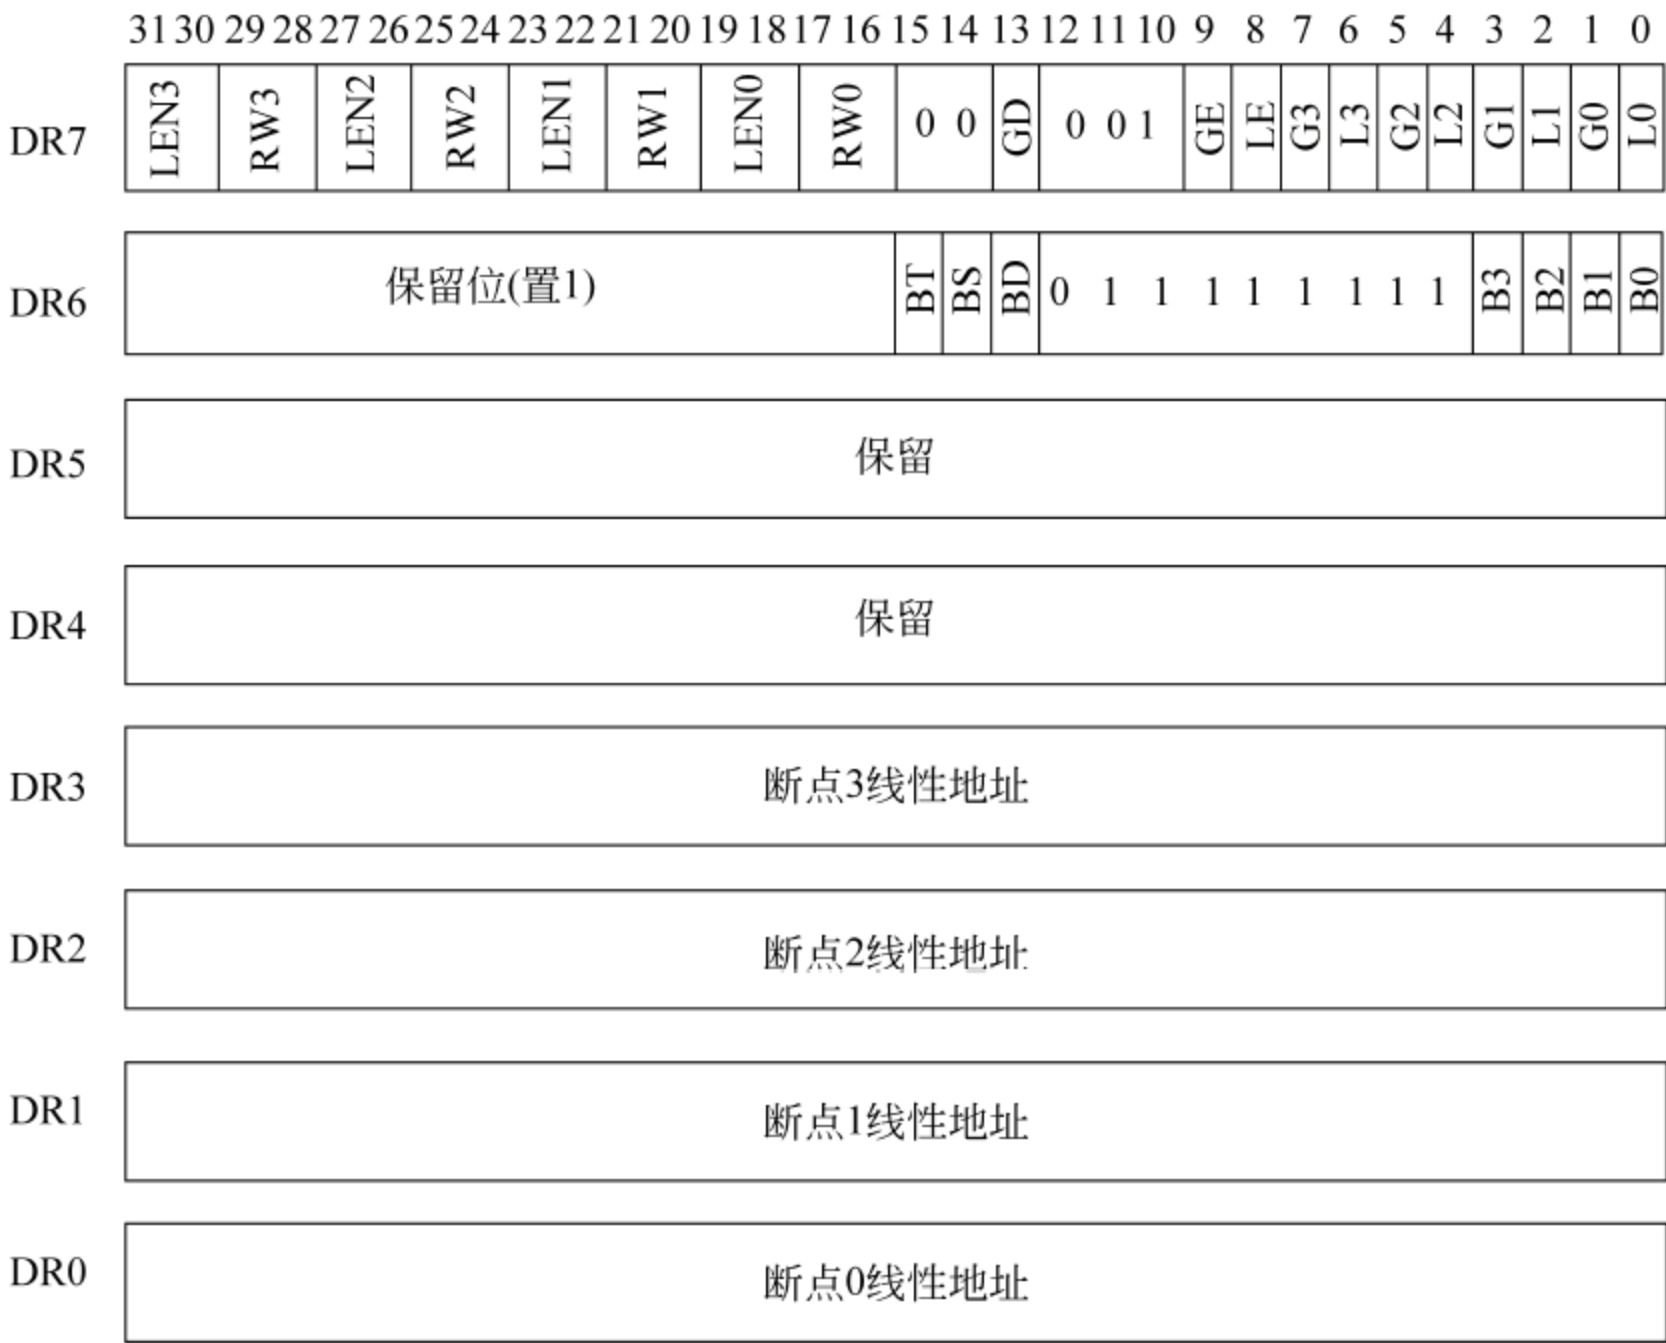 31 30 29 28 27 26 25 24 23 22 21 20 19 18 17 16 15 14 13 12 11 10 9 8 7 6 5 4 3 2 1 0
DR7 LEN3 RW3 LEN2 RW2 LEN1 RW1 LEN0 RW0 0 0 GD 0 0 1 GE LE G3 L3 G2 L2 G1 L1 G0 L0
DR6 保留位(置1) BT BS BD 0 1 1 1 1 1 1 1 1 B3 B2 B1 B0
DR5 保留
DR4 保留
DR3 断点3线性地址
DR2 断点2线性地址
DR1 断点1线性地址
DR0 断点0线性地址